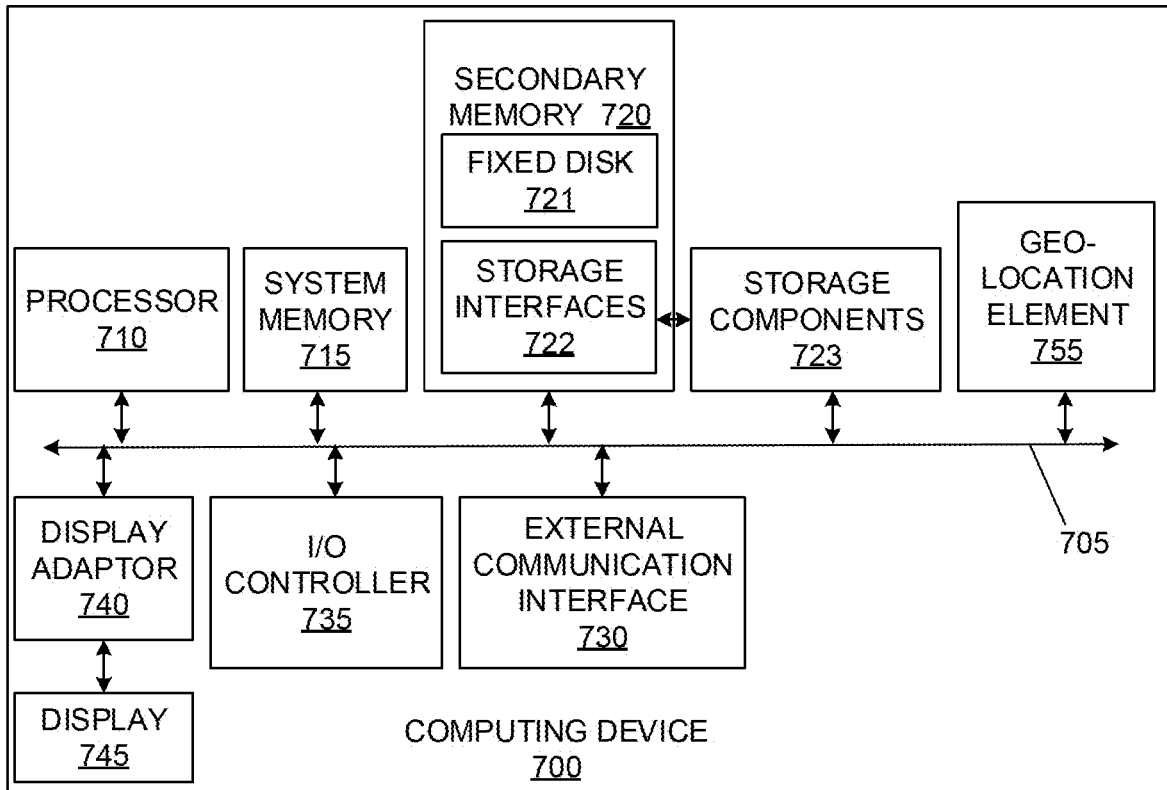 SECONDARY
MEMORY 720
FIXED DISK
721
STORAGE
INTERFACES
722
PROCESSOR
710
SYSTEM
MEMORY
715
STORAGE
COMPONENTS
723
GEO-
LOCATION
ELEMENT
755
705
DISPLAY
ADAPTOR
740
I/O
CONTROLLER
735
EXTERNAL
COMMUNICATION
INTERFACE
730
DISPLAY
745
COMPUTING DEVICE
700